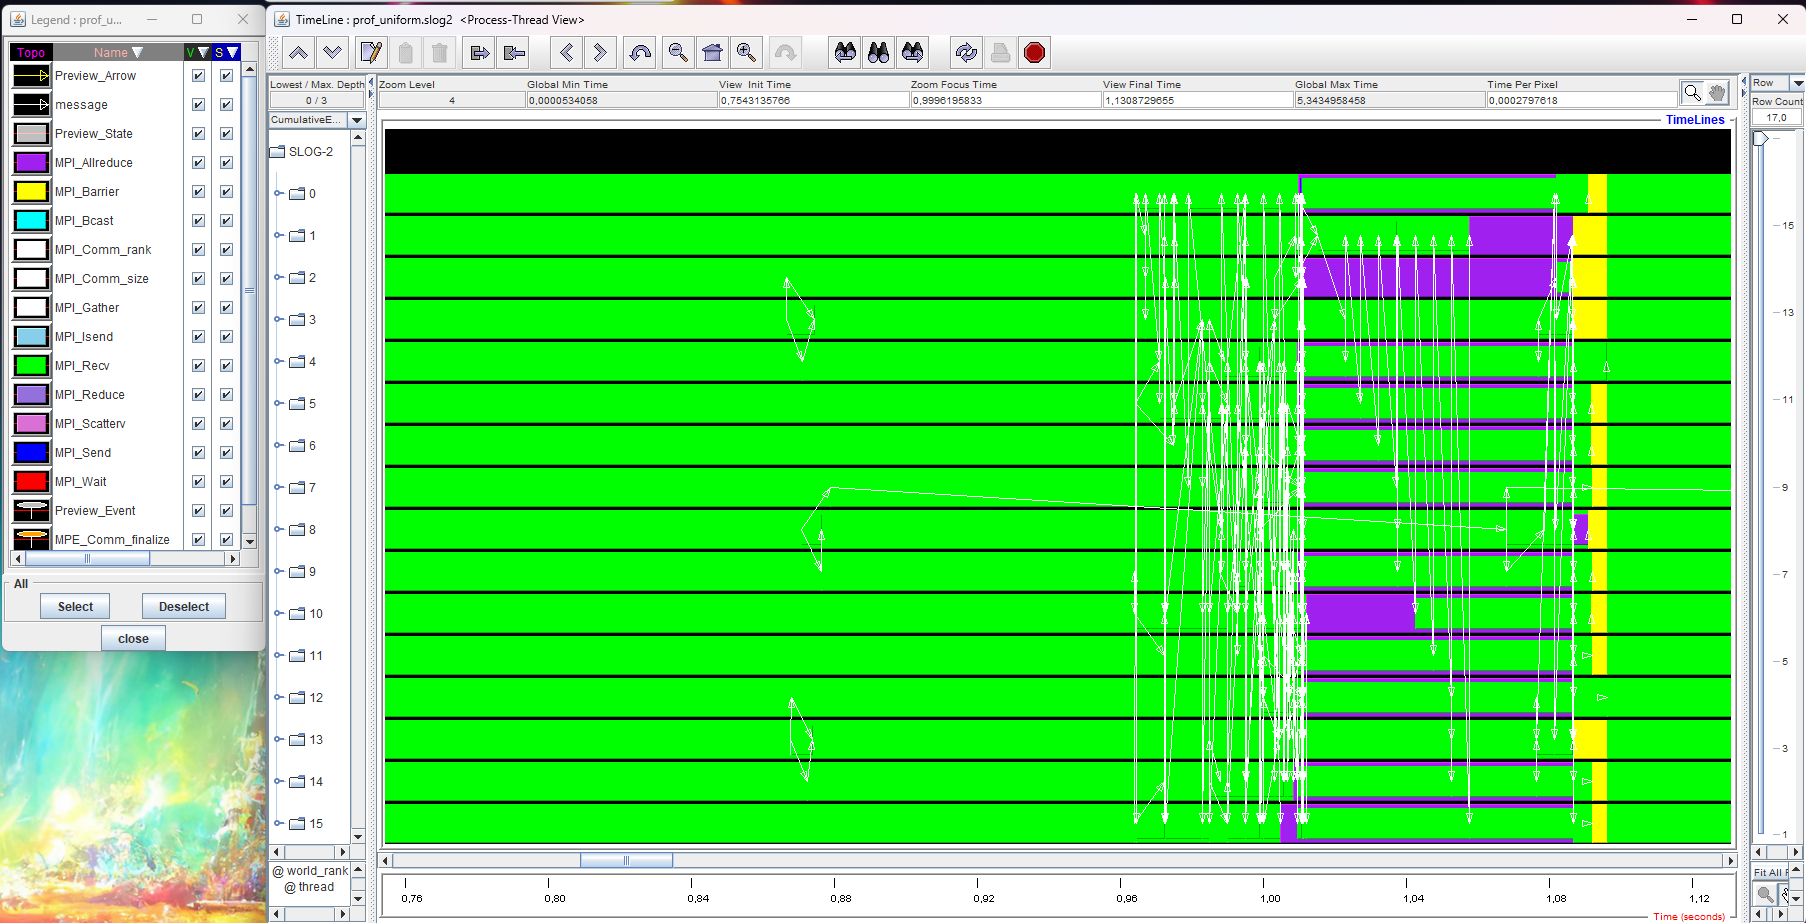 Legend : prof_u...
Topo Name V S
Preview_Arrow
message
Preview_State
MPI_Allreduce
MPI_Barrier
MPI_Bcast
MPI_Comm_rank
MPI_Comm_size
MPI_Gather
MPI_Isend
MPI_Recv
MPI_Reduce
MPI_Scatterv
MPI_Send
MPI_Wait
Preview_Event
MPE_Comm_finalize
All
Select Deselect
close
TimeLine : prof_uniform.slog2 <Process-Thread View>
Lowest / Max. Depth
0 / 3
Zoom Level
4
Global Min Time
0,0000534058
View Init Time
0,7543135766
Zoom Focus Time
0,9996195833
View Final Time
1,1308729655
Global Max Time
5,3434958458
Time Per Pixel
0,0002797618
Row
Row Count
17,0
CumulativeE...
TimeLines
SLOG-2
0
1
2
3
4
5
6
7
8
9
10
11
12
13
14
15
15
13
11
9
7
5
3
1
@ world_rank
@ thread
Fit All
0,76 0,80 0,84 0,88 0,92 0,96 1,00 1,04 1,08 1,12
Time (seconds)